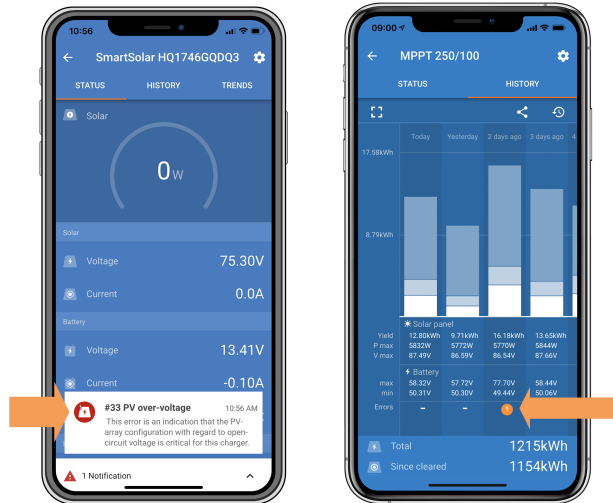 10:56
SmartSolar HQ1746GQDQ3
STATUS HISTORY TRENDS
Solar
0W
Solar
Voltage 75.30V
Current 0.0A
Battery
Voltage 13.41V
Current -0.10A
#33 PV over-voltage 10:56 AM
This error is an indication that the PV-
array configuration with regard to open-
circuit voltage is critical for this charger.
1 Notification
09:00
MPPT 250/100
STATUS HISTORY
Today Yesterday 2 days ago 3 days ago 4
17.58kWh
8.79kWh
Solar panel
Yield 12.80kWh 9.71kWh 16.18kWh 13.65kWh
P max 5832W 5772W 5770W 5844W
V max 87.49V 86.59V 86.54V 87.66V
Battery
max 58.32V 57.72V 77.70V 58.44V
min 50.31V 50.30V 49.44V 50.06V
Errors – – 1
Total 1215kWh
Since cleared 1154kWh